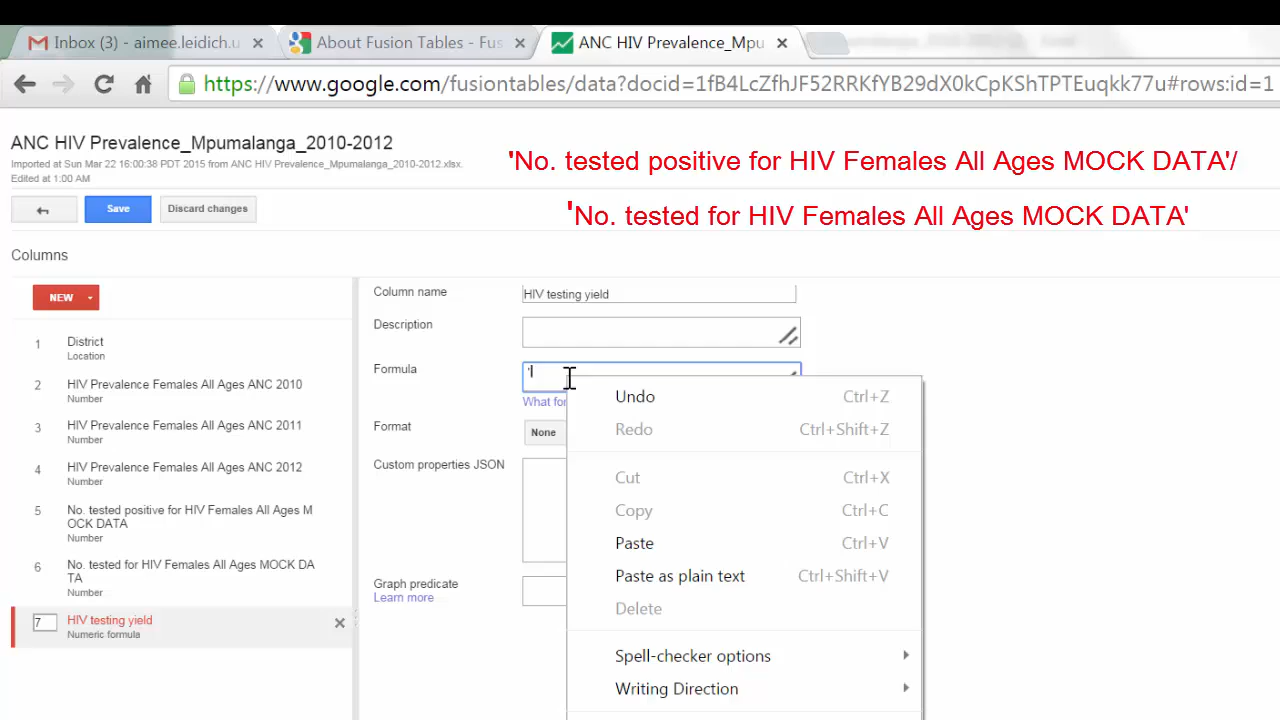 Inbox (3) - aimee.leidich.u
About Fusion Tables - Fus
ANC HIV Prevalence_Mpu
https://www.google.com/fusiontables/data?docid=1fB4LcZfhJF52RRKfYB29dX0kCpKShTPTEuqkk77u#rows:id=1
ANC HIV Prevalence_Mpumalanga_2010-2012
Imported at Sun Mar 22 16:00:38 PDT 2015 from ANC HIV Prevalence_Mpumalanga_2010-2012.xlsx.
Edited at 1:00 AM
'No. tested positive for HIV Females All Ages MOCK DATA'/
'No. tested for HIV Females All Ages MOCK DATA'
Save
Discard changes
Columns
NEW
1
District
Location
2
HIV Prevalence Females All Ages ANC 2010
Number
3
HIV Prevalence Females All Ages ANC 2011
Number
4
HIV Prevalence Females All Ages ANC 2012
Number
5
No. tested positive for HIV Females All Ages M
OCK DATA
Number
6
No. tested for HIV Females All Ages MOCK DA
TA
Number
7
HIV testing yield
Numeric formula
Column name
HIV testing yield
Description
Formula
'
What for
Format
None
Custom properties JSON
Graph predicate
Learn more
Undo Ctrl+Z
Redo Ctrl+Shift+Z
Cut Ctrl+X
Copy Ctrl+C
Paste Ctrl+V
Paste as plain text Ctrl+Shift+V
Delete
Spell-checker options
Writing Direction